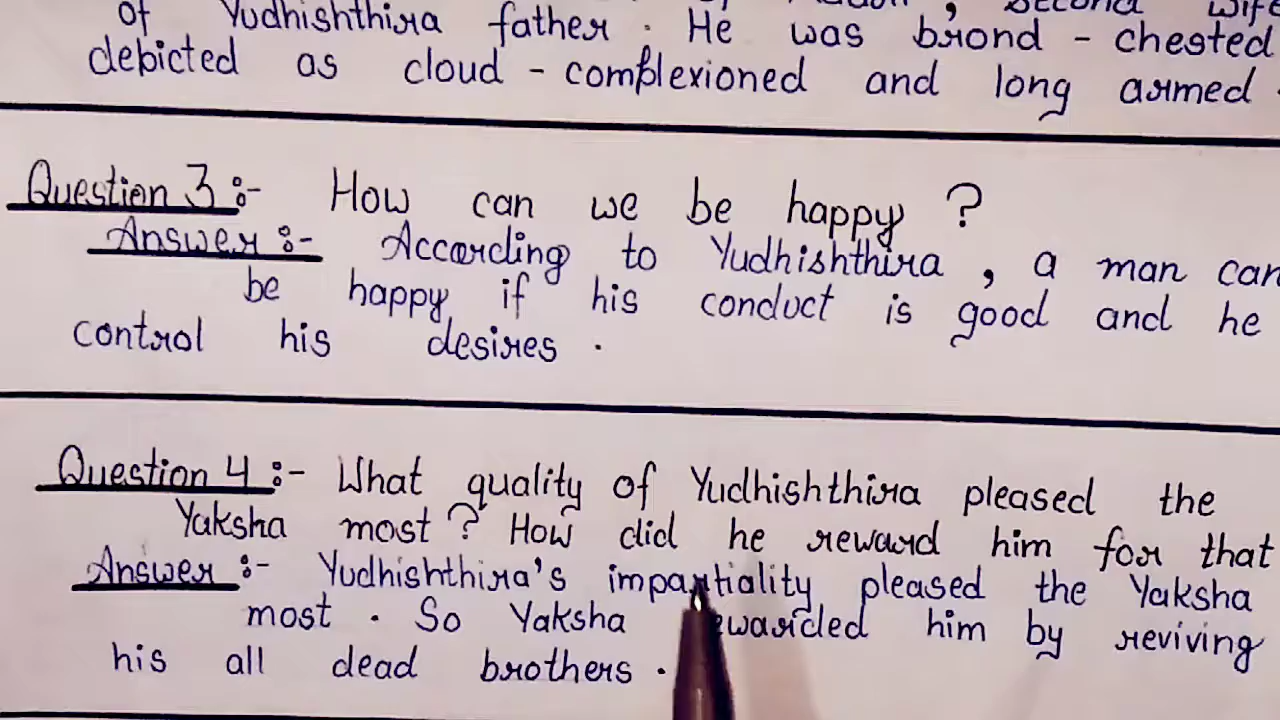 of Yudhishthira father. He was brond - chested
depicted as cloud - complexioned and long armed.
Question 3 :- How can we be happy ?
Answer :- According to Yudhishthira , a man can
be happy if his conduct is good and he
control his desires .
Question 4 :- What quality of Yudhishthira pleased the
Yaksha most ? How did he reward him for that
Answer :- Yudhishthira's impartiality pleased the Yaksha
most . So Yaksha him by reviving
his all dead brothers .